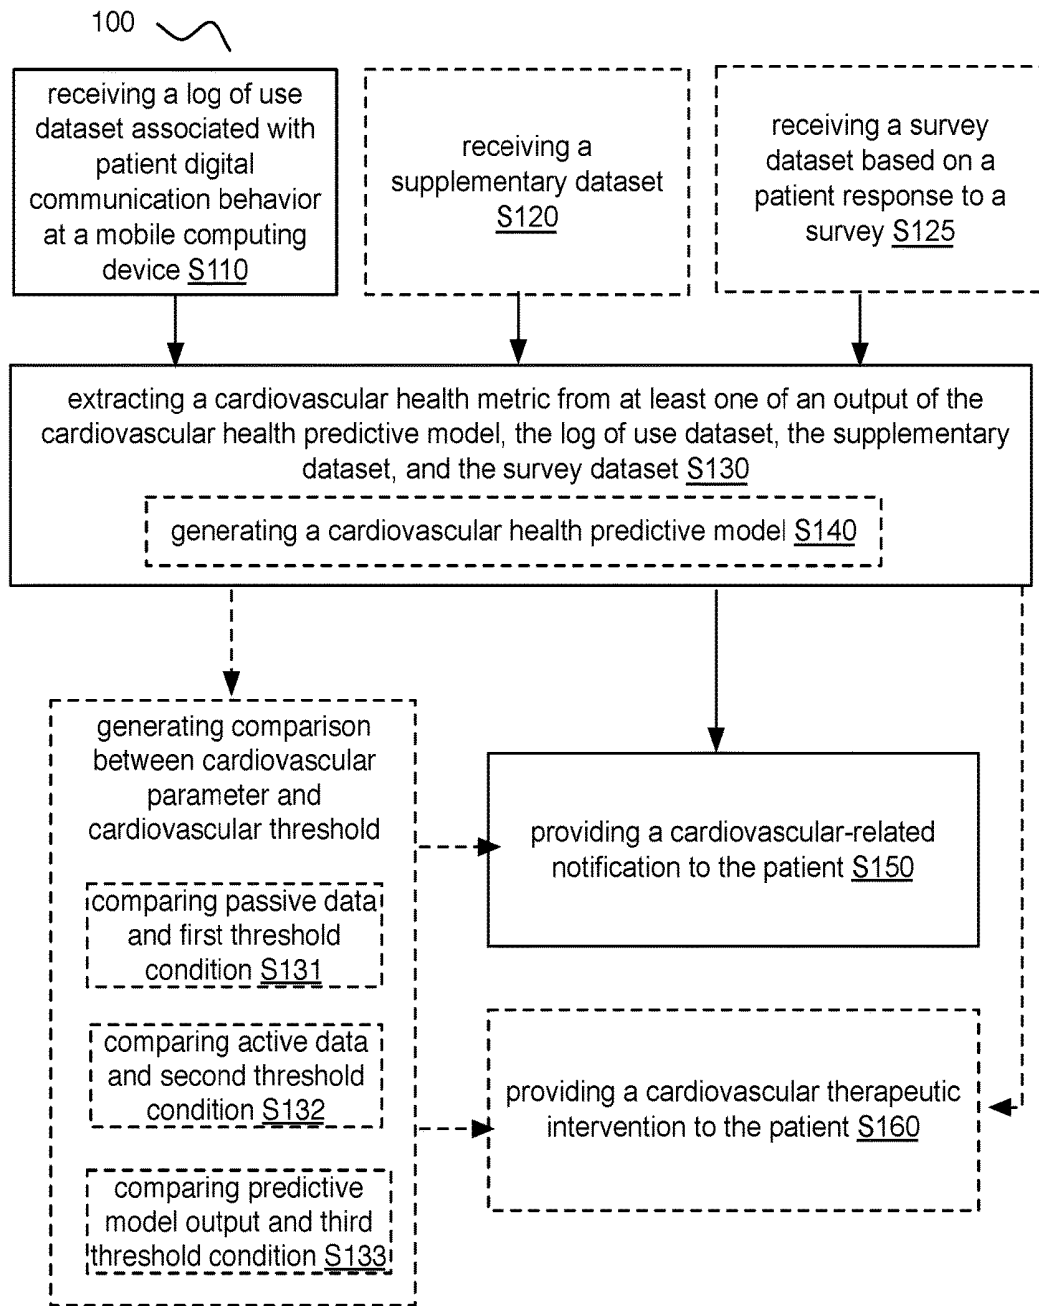 100
receiving a log of use
dataset associated with
patient digital
communication behavior
at a mobile computing
device S110
receiving a
supplementary dataset
S120
receiving a survey
dataset based on a
patient response to a
survey S125
extracting a cardiovascular health metric from at least one of an output of the
cardiovascular health predictive model, the log of use dataset, the supplementary
dataset, and the survey dataset S130
generating a cardiovascular health predictive model S140
generating comparison
between cardiovascular
parameter and
cardiovascular threshold
comparing passive data
and first threshold
condition S131
comparing active data
and second threshold
condition S132
comparing predictive
model output and third
threshold condition S133
providing a cardiovascular-related
notification to the patient S150
providing a cardiovascular therapeutic
intervention to the patient S160